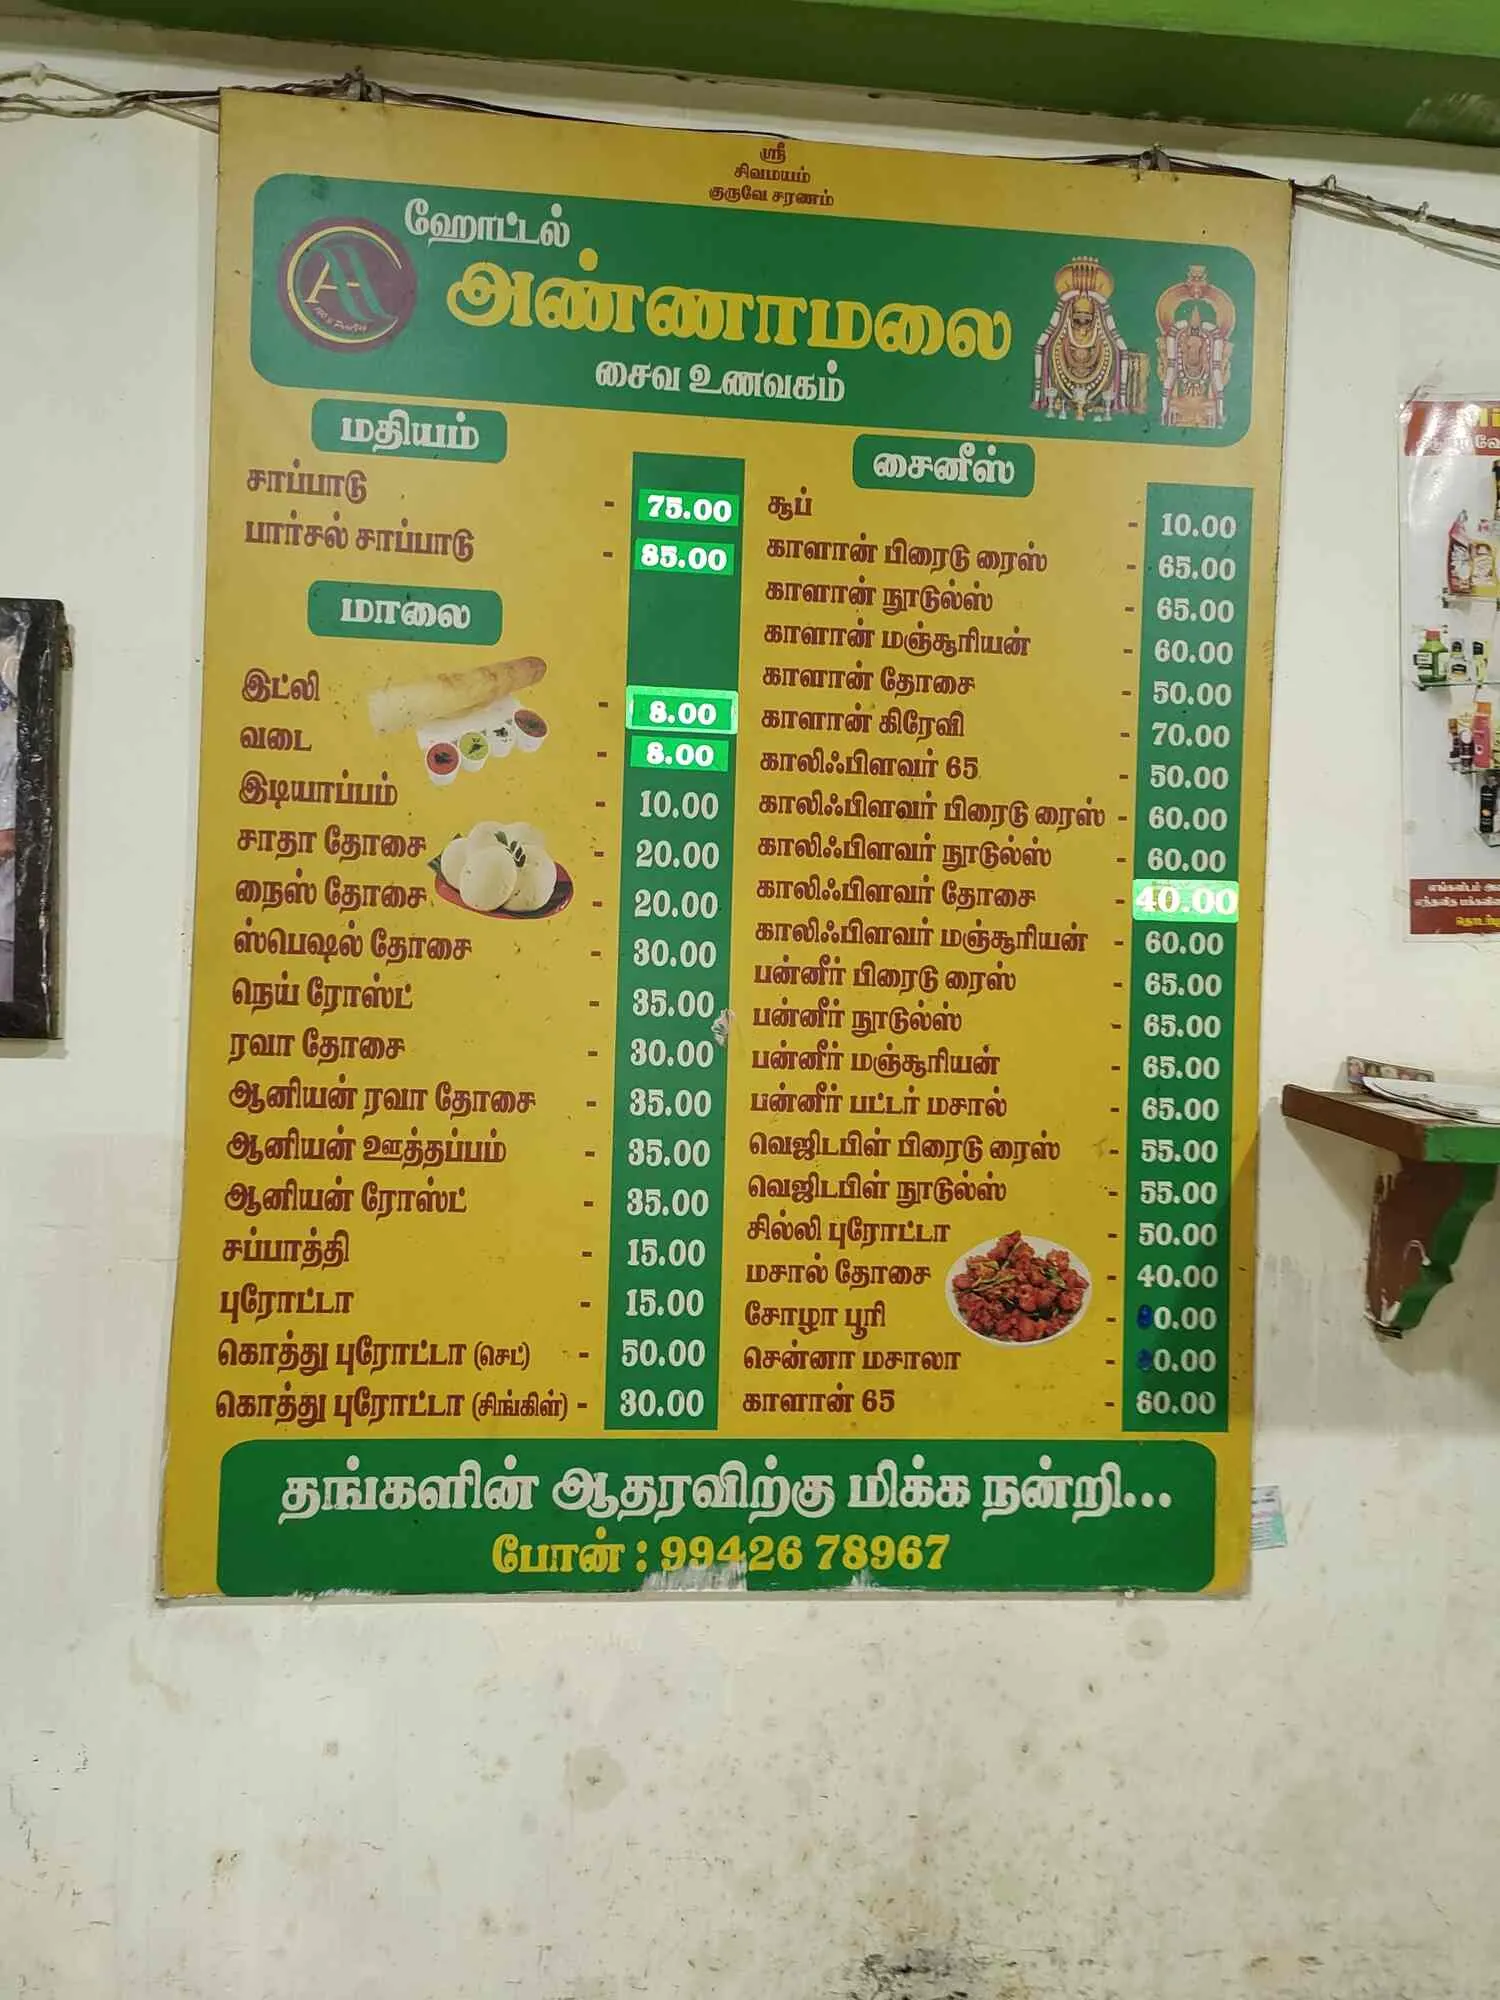 ஸ்ரீ
சிவமயம்
குருவே சரணம்
ஹோட்டல்
AH
அண்ணாமலை
சைவ உணவகம்
மதியம்
சாப்பாடு - 75.00
பார்சல் சாப்பாடு - 85.00
மாலை
இட்லி - 8.00
வடை - 8.00
இடியாப்பம் - 10.00
சாதா தோசை - 20.00
நைஸ் தோசை - 20.00
ஸ்பெஷல் தோசை - 30.00
நெய் ரோஸ்ட் - 35.00
ரவா தோசை - 30.00
ஆனியன் ரவா தோசை - 35.00
ஆனியன் ஊத்தப்பம் - 35.00
ஆனியன் ரோஸ்ட் - 35.00
சப்பாத்தி - 15.00
புரோட்டா - 15.00
கொத்து புரோட்டா (செட்) - 50.00
கொத்து புரோட்டா (சிங்கிள்) - 30.00
சைனீஸ்
சூப் - 10.00
காளான் பிரைடு ரைஸ் - 65.00
காளான் நூடுல்ஸ் - 65.00
காளான் மஞ்சூரியன் - 60.00
காளான் தோசை - 50.00
காளான் கிரேவி - 70.00
காலிஃபிளவர் 65 - 50.00
காலிஃபிளவர் பிரைடு ரைஸ் - 60.00
காலிஃபிளவர் நூடுல்ஸ் - 60.00
காலிஃபிளவர் தோசை - 40.00
காலிஃபிளவர் மஞ்சூரியன் - 60.00
பன்னீர் பிரைடு ரைஸ் - 65.00
பன்னீர் நூடுல்ஸ் - 65.00
பன்னீர் மஞ்சூரியன் - 65.00
பன்னீர் பட்டர் மசால் - 65.00
வெஜிடபிள் பிரைடு ரைஸ் - 55.00
வெஜிடபிள் நூடுல்ஸ் - 55.00
சில்லி புரோட்டா - 50.00
மசால் தோசை - 40.00
சோழா பூரி -
சென்னா மசாலா -
காளான் 65 - 60.00
தங்களின் ஆதரவிற்கு மிக்க நன்றி...
போன் : 99426 78967